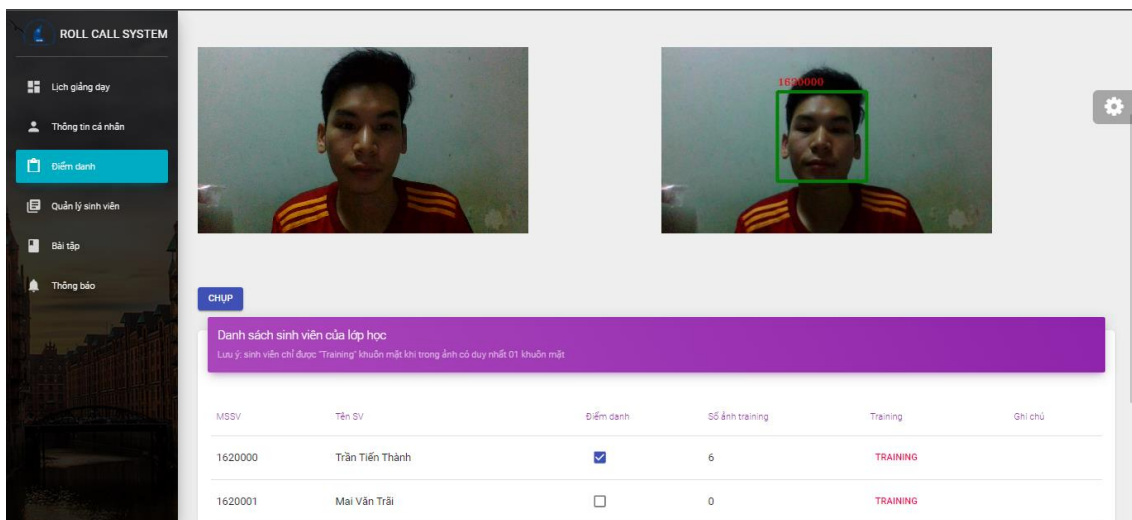 ROLL CALL SYSTEM
Lịch giảng dạy
Thông tin cá nhân
Điểm danh
Quản lý sinh viên
Bài tập
Thông báo
1620000
CHỤP
Danh sách sinh viên của lớp học
Lưu ý: sinh viên chỉ được "Training" khuôn mặt khi trong ảnh có duy nhất 01 khuôn mặt
MSSV Tên SV Điểm danh Số ảnh training Training Ghi chú
1620000 Trần Tiến Thành 6 TRAINING
1620001 Mai Văn Trãi 0 TRAINING